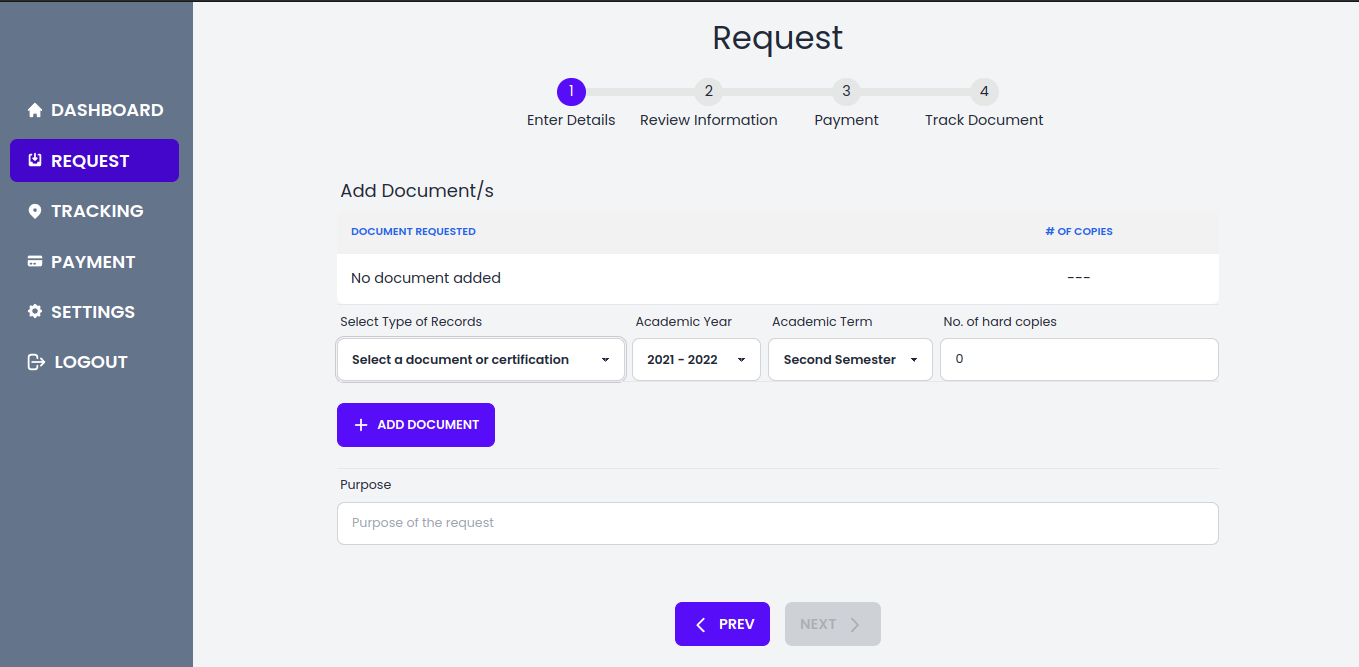 Request
1 2 3 4
Enter Details Review Information Payment Track Document
DASHBOARD
REQUEST
TRACKING
PAYMENT
SETTINGS
LOGOUT
Add Document/s
DOCUMENT REQUESTED # OF COPIES
No document added ---
Select Type of Records Academic Year Academic Term No. of hard copies
Select a document or certification 2021 - 2022 Second Semester 0
ADD DOCUMENT
Purpose
Purpose of the request
PREV NEXT